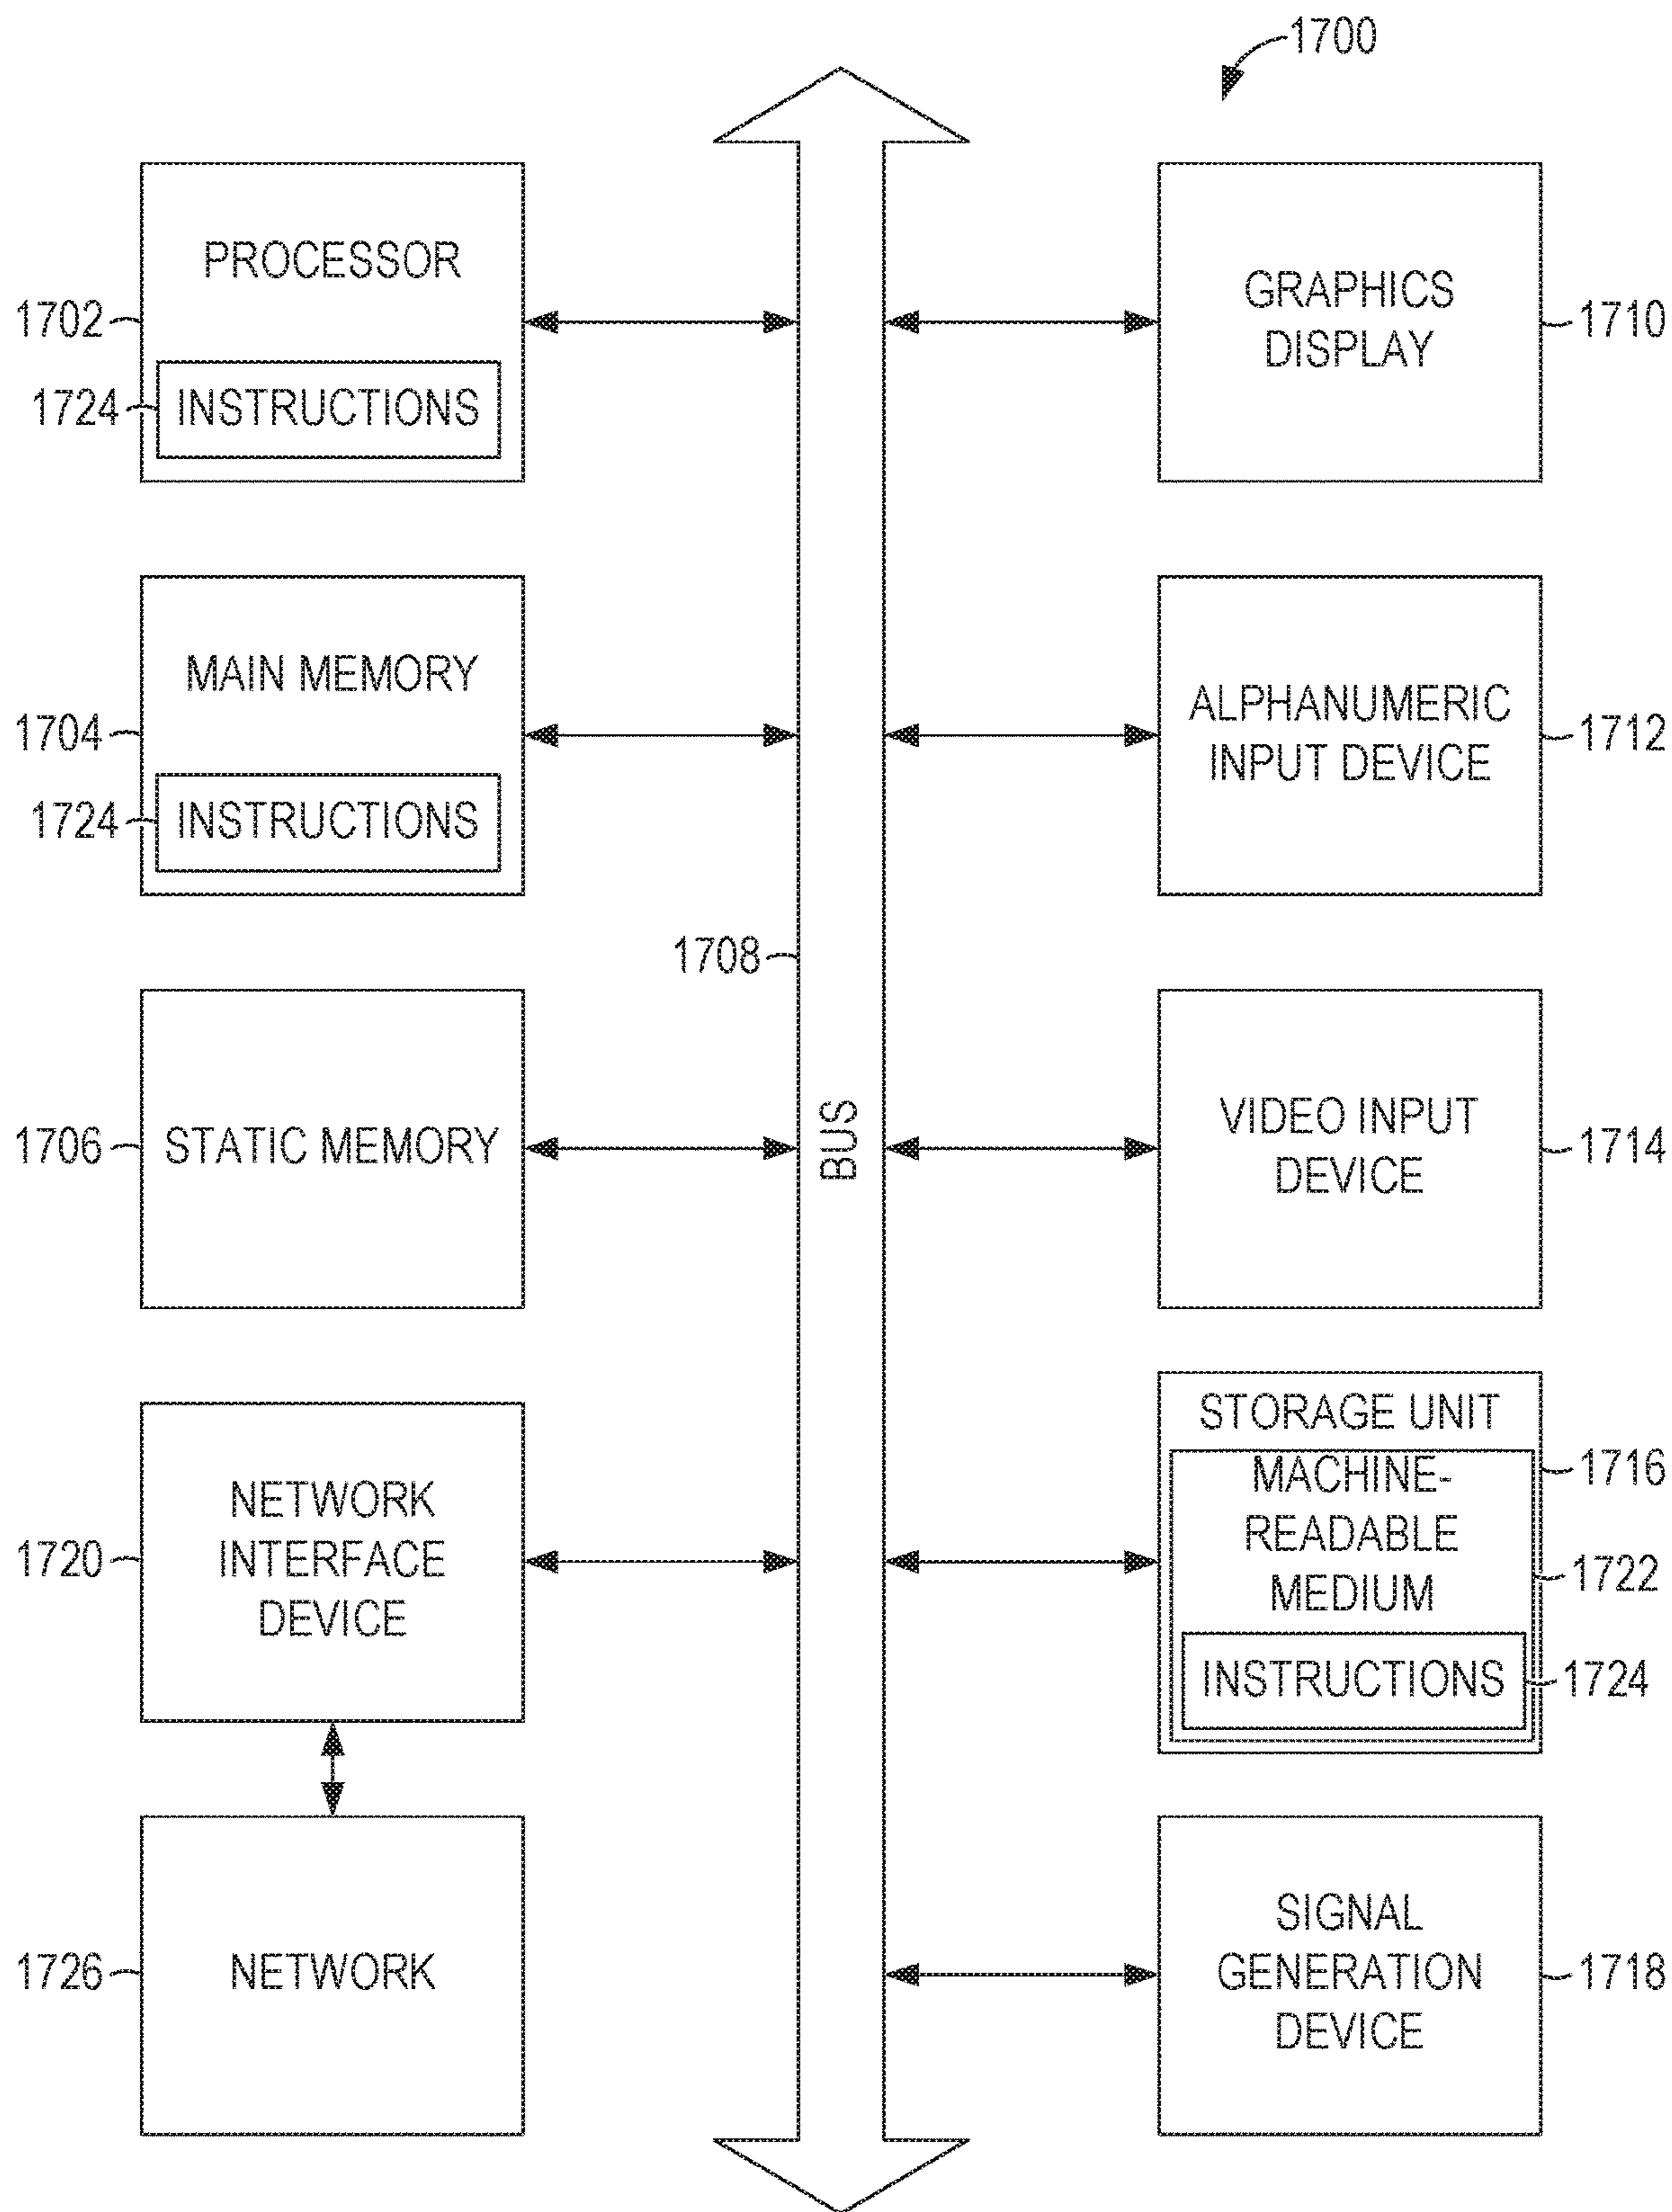 1700
PROCESSOR
1702
1724
INSTRUCTIONS
GRAPHICS
DISPLAY
1710
MAIN MEMORY
1704
1724
INSTRUCTIONS
ALPHANUMERIC
INPUT DEVICE
1712
1708
BUS
1706
STATIC MEMORY
VIDEO INPUT
DEVICE
1714
NETWORK
INTERFACE
DEVICE
1720
STORAGE UNIT
1716
MACHINE-
READABLE
MEDIUM
1722
INSTRUCTIONS
1724
1726
NETWORK
SIGNAL
GENERATION
DEVICE
1718